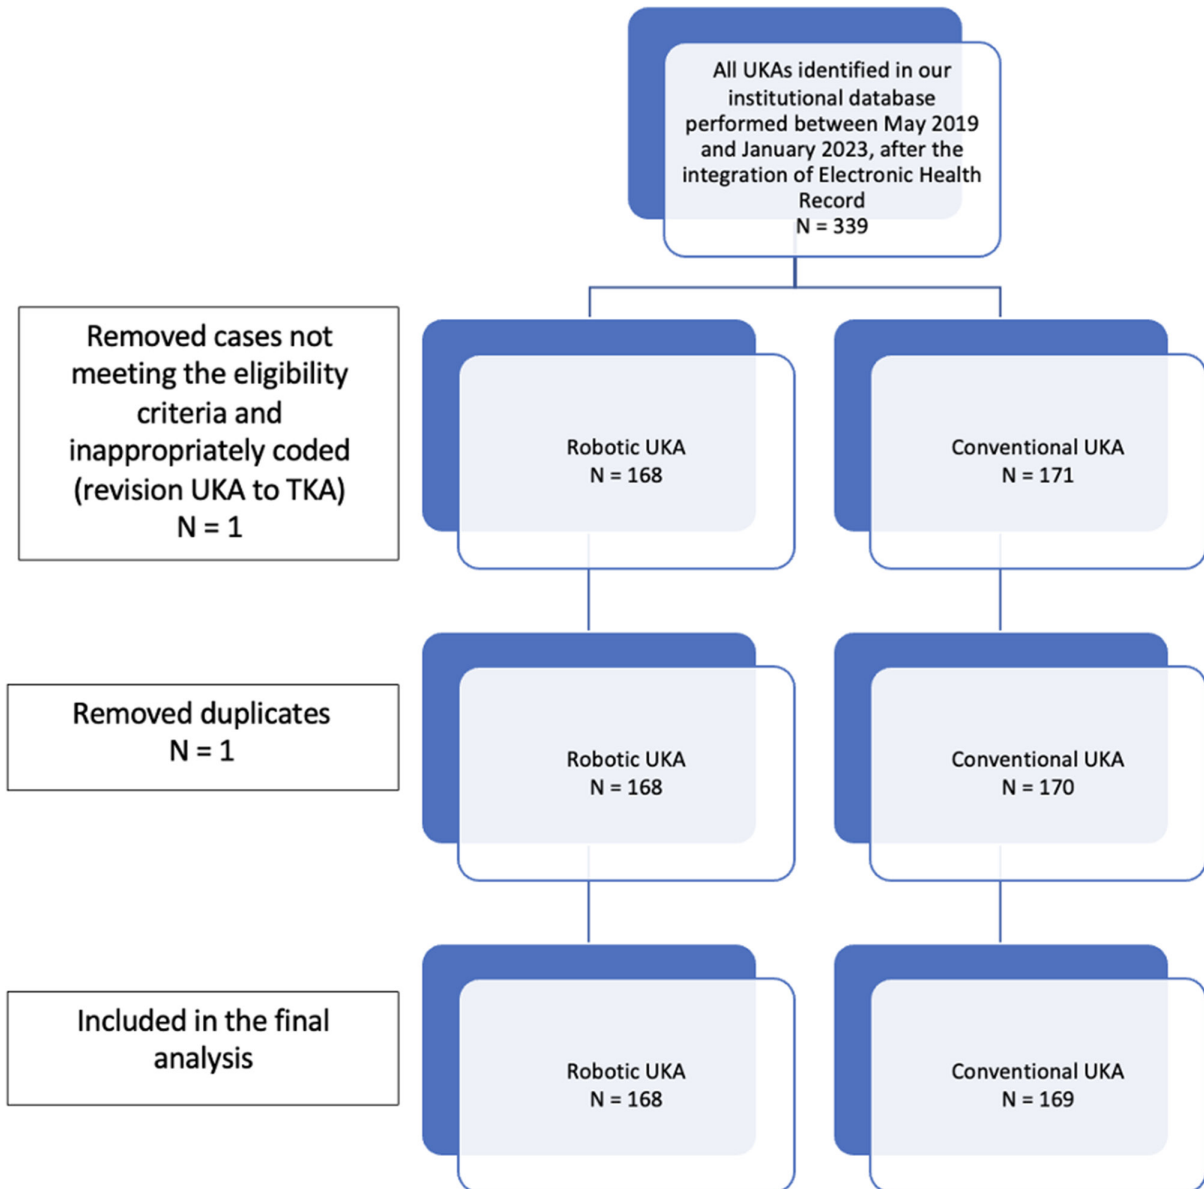 All UKAs identified in our
institutional database
performed between May 2019
and January 2023, after the
integration of Electronic Health
Record
N = 339
Removed cases not
meeting the eligibility
criteria and
inappropriately coded
(revision UKA to TKA)
N = 1
Robotic UKA
N = 168
Conventional UKA
N = 171
Removed duplicates
N = 1
Robotic UKA
N = 168
Conventional UKA
N = 170
Included in the final
analysis
Robotic UKA
N = 168
Conventional UKA
N = 169